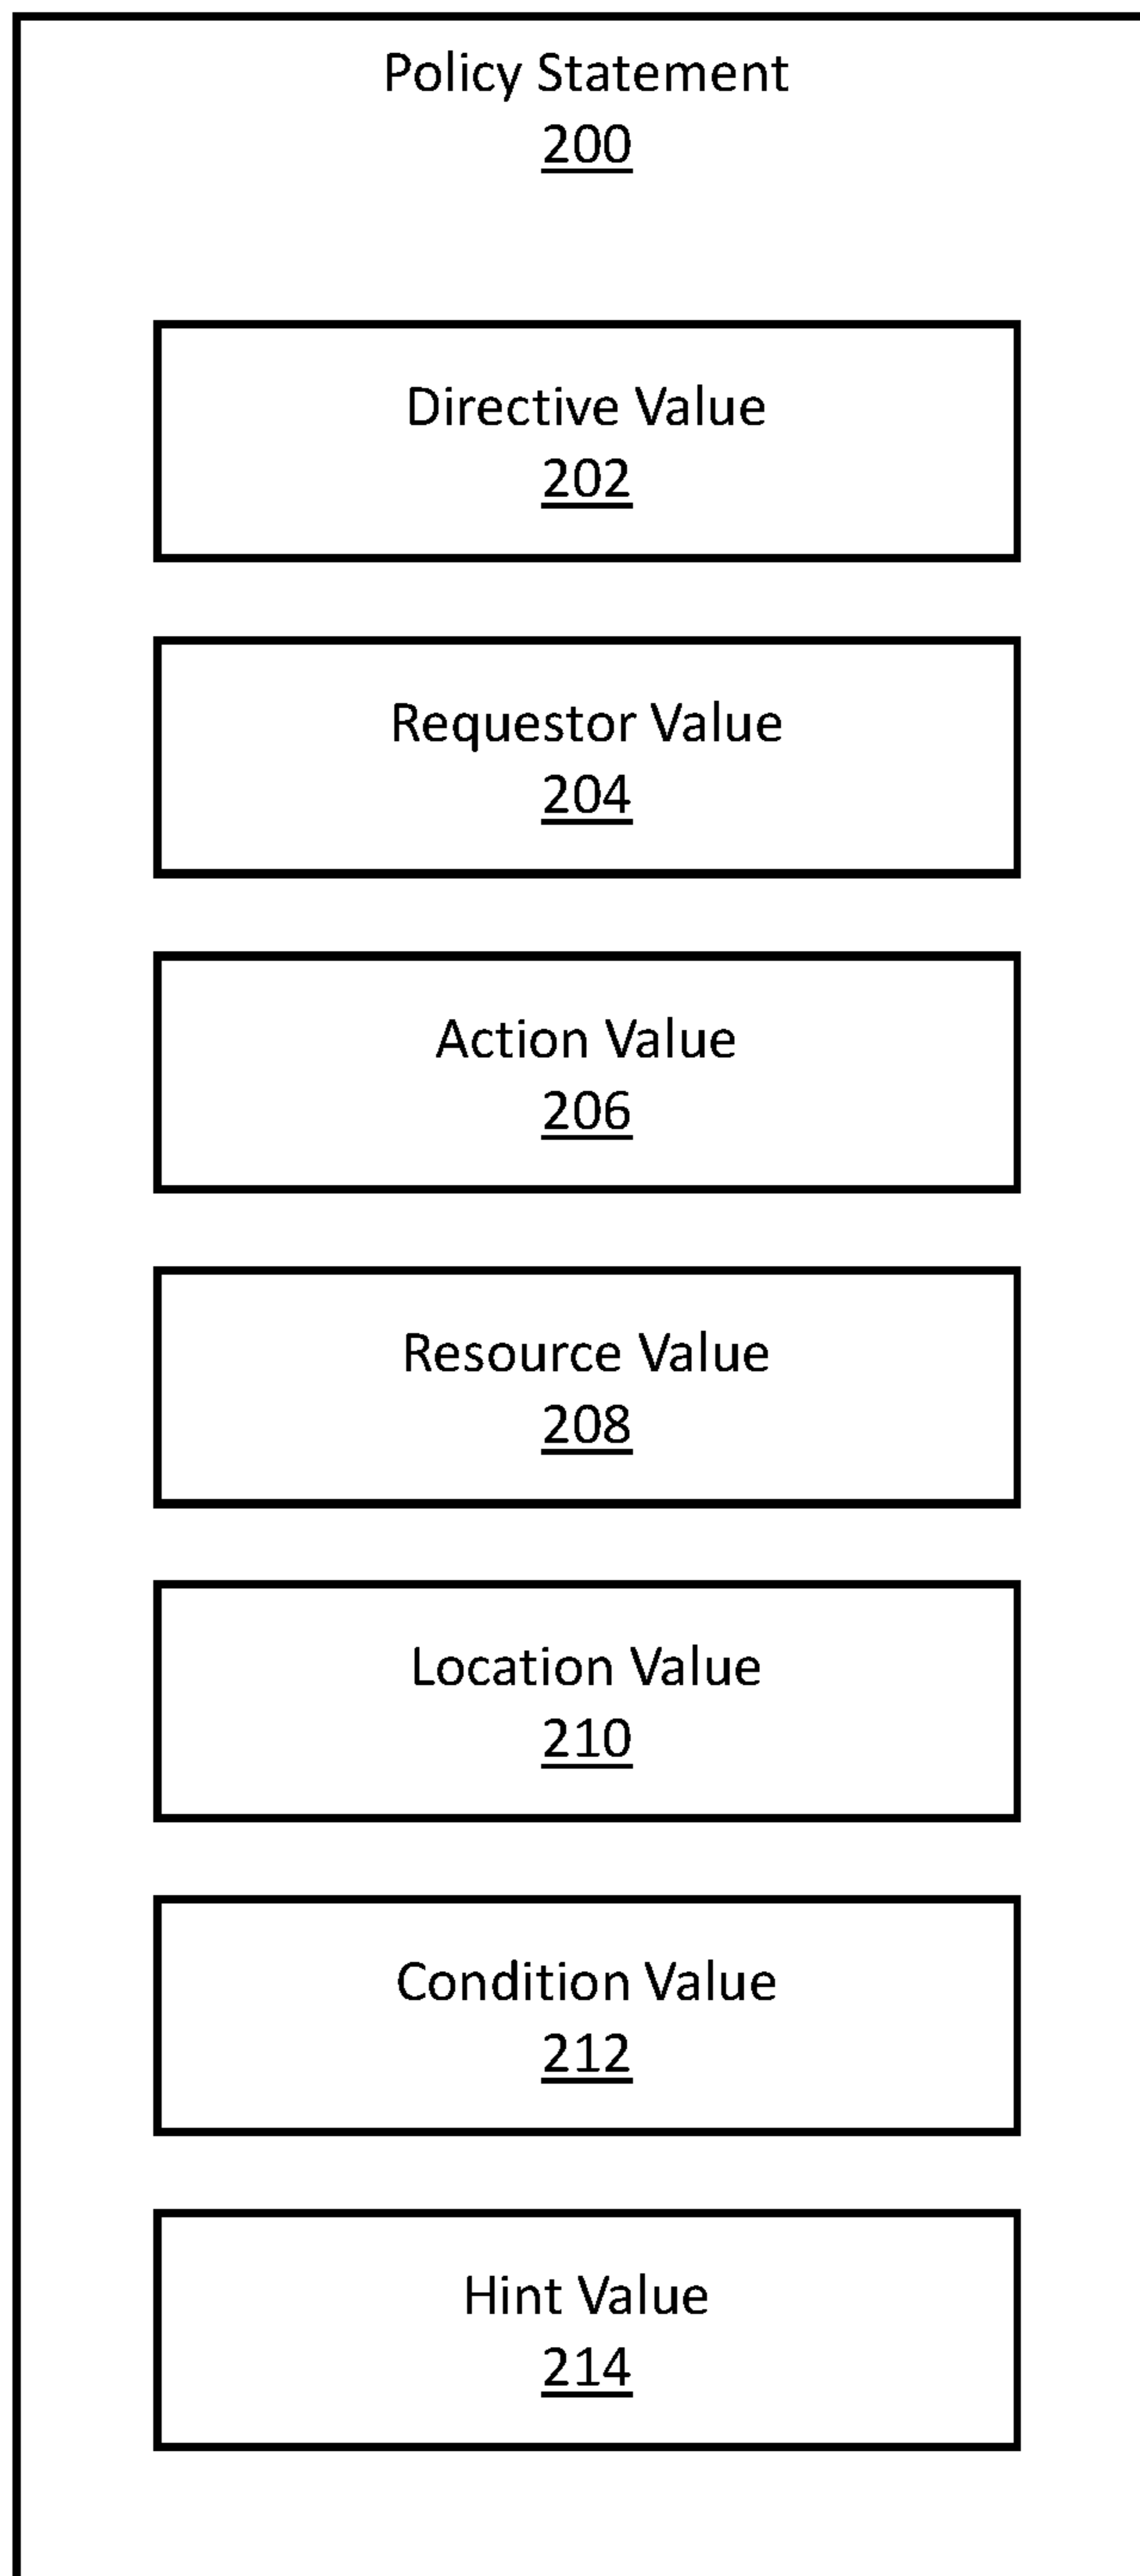 Policy Statement
200
Directive Value
202
Requestor Value
204
Action Value
206
Resource Value
208
Location Value
210
Condition Value
212
Hint Value
214